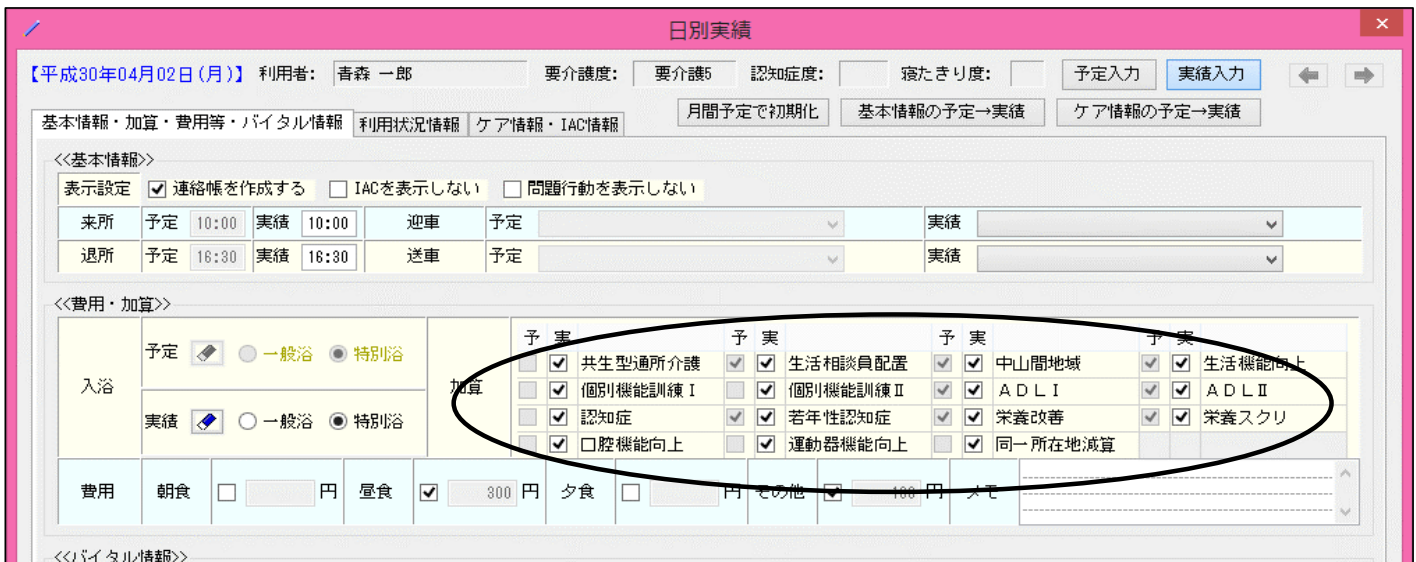 日別実績
【平成30年04月02日(月)】 利用者: 青森 一郎 要介護度: 要介護5 認知症度: 寝たきり度: 予定入力 実績入力
月間予定で初期化 基本情報の予定→実績 ケア情報の予定→実績
基本情報・加算・費用等・バイタル情報 利用状況情報 ケア情報・IAC情報
<<基本情報>>
表示設定 連絡帳を作成する IACを表示しない 問題行動を表示しない
来所 予定 10:00 実績 10:00 迎車 予定 実績
退所 予定 16:30 実績 16:30 送車 予定 実績
<<費用・加算>>
予 実 予 実 予 実 予 実
入浴 予定 一般浴 特別浴 加算 共生型通所介護 生活相談員配置 中山間地域 生活機能向上
個別機能訓練Ⅰ 個別機能訓練Ⅱ ADLⅠ ADLⅡ
実績 一般浴 特別浴 認知症 若年性認知症 栄養改善 栄養スクリ
口腔機能向上 運動器機能向上 同一所在地減算
費用 朝食 円 昼食 300 円 夕食 円 その他 100 円 メモ
<<バイタル情報>>